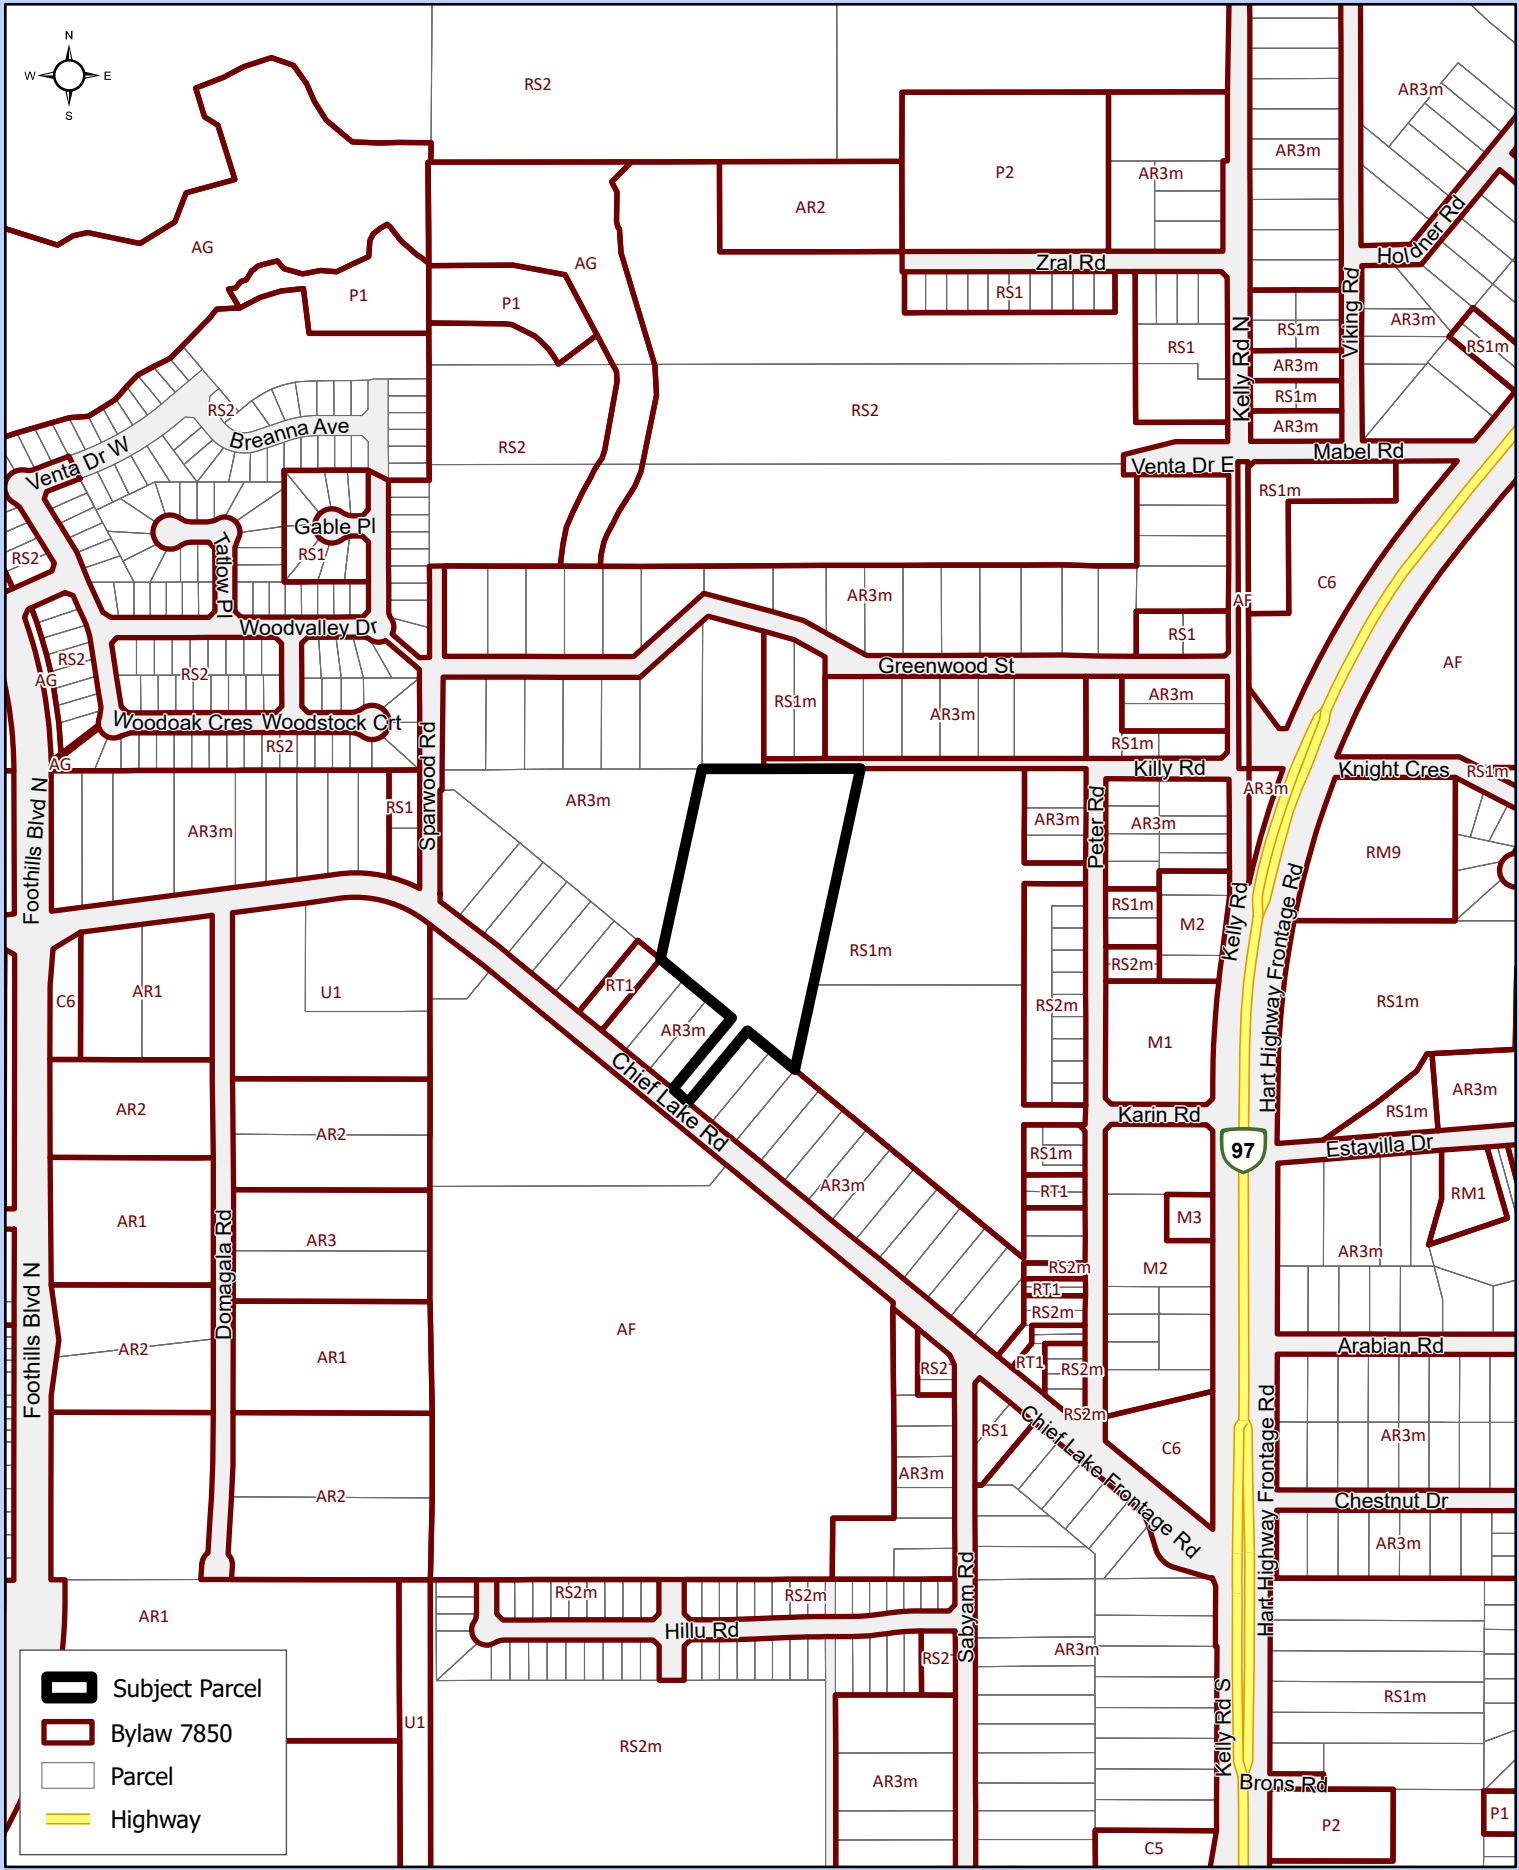 N
W
E
S
RS2
AR3m
AR3m
P2
AR3m
AR2
Holdner Rd
AG
AG
Zral Rd
P1
P1
RS1
Viking Rd
AR3m
RS1m
RS1m
Kelly Rd N
RS1
AR3m
RS1m
RS2
RS2
AR3m
Breanna Ave
RS2
Venta Dr W
Mabel Rd
Venta Dr E
RS1m
Gable Pl
RS1
Tatlow Pl
RS2
C6
AR3m
AF
Woodvalley Dr
RS1
RS2
Greenwood St
AF
AG
RS2
RS1m
AR3m
AR3m
Woodoak Cres
Woodstock Crt
RS2
RS1m
AG
Killy Rd
Knight Cres
RS1m
AR3m
Sparwood Rd
AR3m
RS1
AR3m
AR3m
Peter Rd
AR3m
Foothills Blvd N
RM9
RS1m
RS1m
M2
Kelly Rd
Hart Highway Frontage Rd
RS2m
RT1
C6
AR1
U1
RS2m
RS1m
AR3m
M1
Chief Lake Rd
AR2
AR2
Karin Rd
AR3m
RS1m
97
Estavilla Dr
RS1m
AR3m
RT1
RM1
AR1
Domagala Rd
AR3
M3
AR3m
RS2m
M2
RT1
RS2m
Foothills Blvd N
AF
AR2
AR1
Arabian Rd
RS2
RT1
RS2m
RS2m
RS1
Chief Lake Frontage Rd
C6
AR3m
Hart Highway Frontage Rd
AR3m
AR2
Chestnut Dr
AR3m
RS2m
RS2m
Sabyam Rd
AR1
Hillu Rd
RS2
AR3m
Kelly Rd S
RS1m
U1
RS2m
AR3m
Brons Rd
P2
P1
C5
Subject Parcel
Bylaw 7850
Parcel
Highway